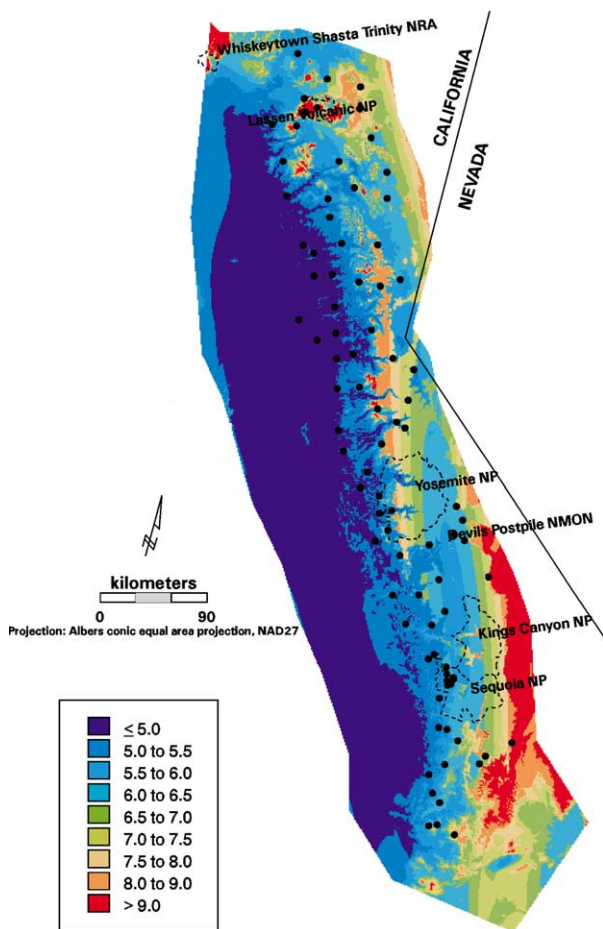 Whiskeytown Shasta Trinity NRA
Lassen Volcanic NP
CALIFORNIA
NEVADA
Yosemite NP
Devils Postpile NMON
kilometers
0 90
Projection: Albers conic equal area projection, NAD27
Kings Canyon NP
Sequoia NP
≤ 5.0
5.0 to 5.5
5.5 to 6.0
6.0 to 6.5
6.5 to 7.0
7.0 to 7.5
7.5 to 8.0
8.0 to 9.0
> 9.0